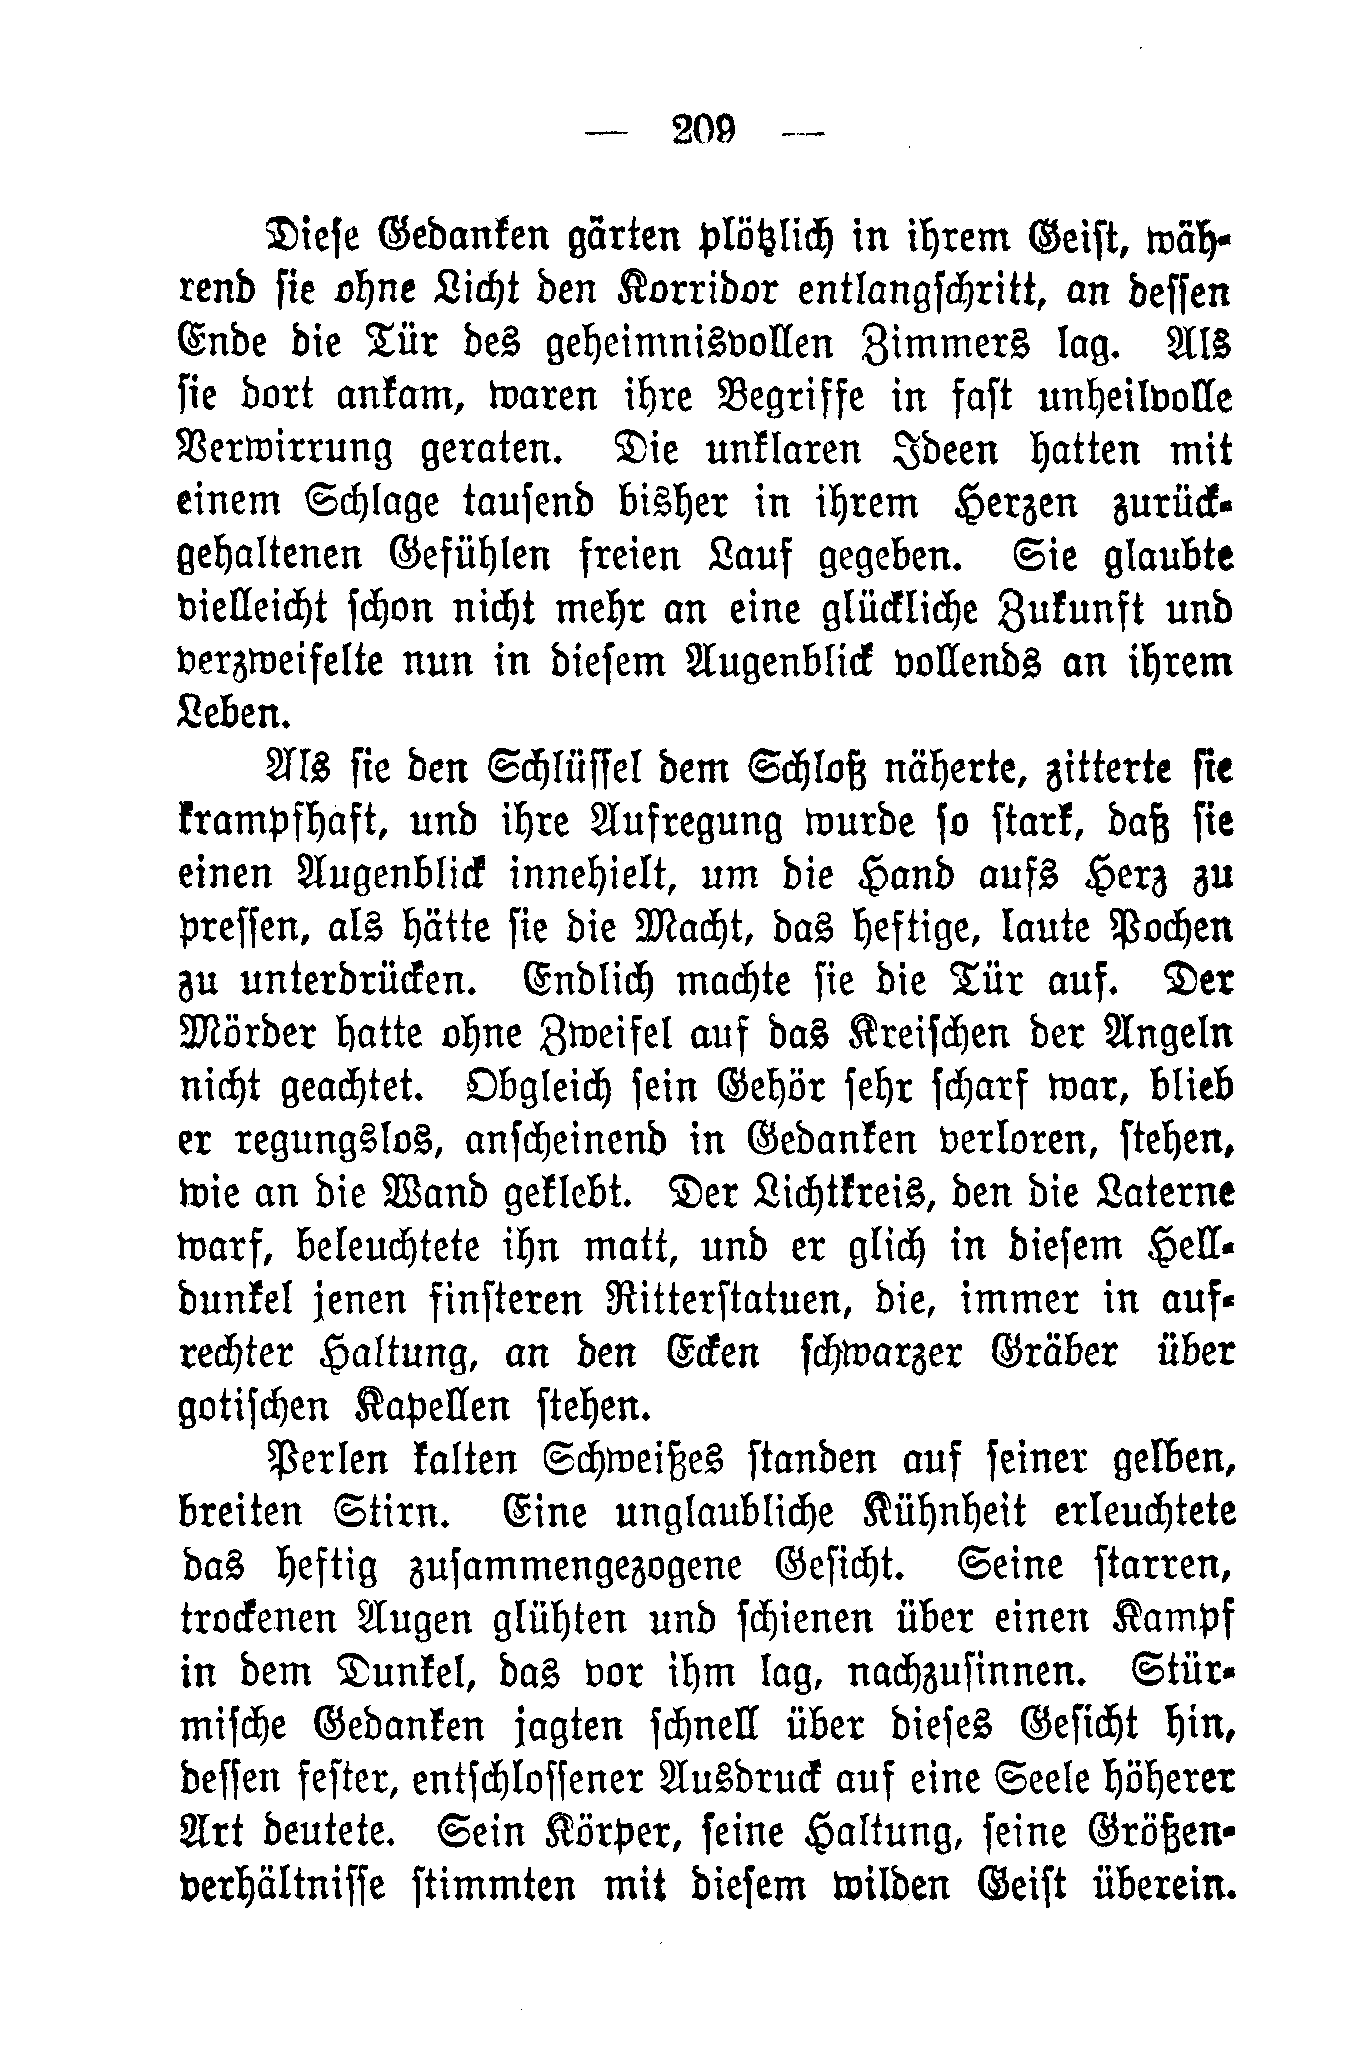 — 209 —
Diese Gedanken gärten plötzlich in ihrem Geist, wäh-
rend sie ohne Licht den Korridor entlangschritt, an dessen
Ende die Tür des geheimnisvollen Zimmers lag. Als
sie dort ankam, waren ihre Begriffe in fast unheilvolle
Verwirrung geraten. Die unklaren Ideen hatten mit
einem Schlage tausend bisher in ihrem Herzen zurück-
gehaltenen Gefühlen freien Lauf gegeben. Sie glaubte
vielleicht schon nicht mehr an eine glückliche Zukunft und
verzweifelte nun in diesem Augenblick vollends an ihrem
Leben.
Als sie den Schlüssel dem Schloß näherte, zitterte sie
krampfhaft, und ihre Aufregung wurde so stark, daß sie
einen Augenblick innehielt, um die Hand aufs Herz zu
pressen, als hätte sie die Macht, das heftige, laute Pochen
zu unterdrücken. Endlich machte sie die Tür auf. Der
Mörder hatte ohne Zweifel auf das Kreischen der Angeln
nicht geachtet. Obgleich sein Gehör sehr scharf war, blieb
er regungslos, anscheinend in Gedanken verloren, stehen,
wie an die Wand geklebt. Der Lichtkreis, den die Laterne
warf, beleuchtete ihn matt, und er glich in diesem Hell-
dunkel jenen finsteren Ritterstatuen, die, immer in auf-
rechter Haltung, an den Ecken schwarzer Gräber über
gotischen Kapellen stehen.
Perlen kalten Schweißes standen auf seiner gelben,
breiten Stirn. Eine unglaubliche Kühnheit erleuchtete
das heftig zusammengezogene Gesicht. Seine starren,
trockenen Augen glühten und schienen über einen Kampf
in dem Dunkel, das vor ihm lag, nachzusinnen. Stür-
mische Gedanken jagten schnell über dieses Gesicht hin,
dessen fester, entschlossener Ausdruck auf eine Seele höherer
Art deutete. Sein Körper, seine Haltung, seine Größen-
verhältnisse stimmten mit diesem wilden Geist überein.